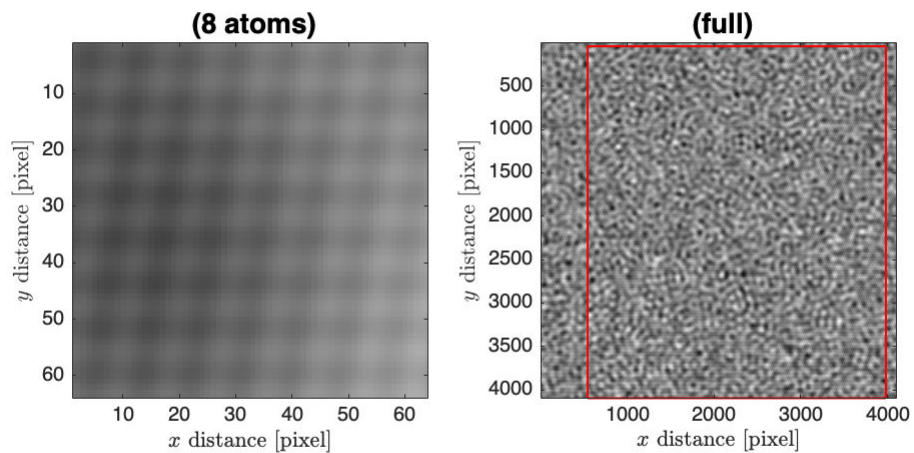 (8 atoms)
10
20
30
40
50
60
y distance [pixel]
10 20 30 40 50 60
x distance [pixel]
(full)
500
1000
1500
2000
2500
3000
3500
4000
y distance [pixel]
1000 2000 3000 4000
x distance [pixel]